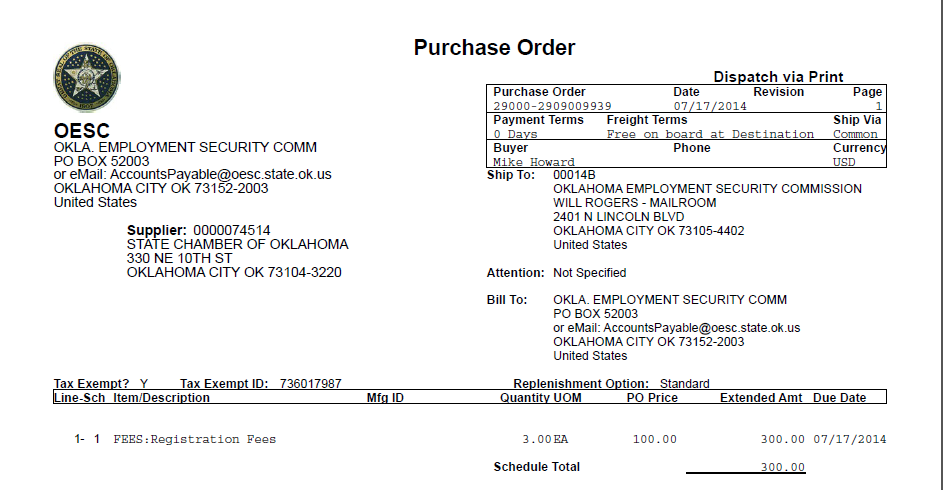 Purchase Order
Dispatch via Print
Purchase Order Date Revision Page
29000-2909009939 07/17/2014 1
Payment Terms Freight Terms Ship Via
0 Days Free on board at Destination Common
Buyer Phone Currency
Mike Howard USD
OESC
OKLA. EMPLOYMENT SECURITY COMM
PO BOX 52003
or eMail: AccountsPayable@oesc.state.ok.us
OKLAHOMA CITY OK 73152-2003
United States
Supplier: 0000074514
STATE CHAMBER OF OKLAHOMA
330 NE 10TH ST
OKLAHOMA CITY OK 73104-3220
Ship To: 00014B
OKLAHOMA EMPLOYMENT SECURITY COMMISSION
WILL ROGERS - MAILROOM
2401 N LINCOLN BLVD
OKLAHOMA CITY OK 73105-4402
United States
Attention: Not Specified
Bill To: OKLA. EMPLOYMENT SECURITY COMM
PO BOX 52003
or eMail: AccountsPayable@oesc.state.ok.us
OKLAHOMA CITY OK 73152-2003
United States
Tax Exempt? Y Tax Exempt ID: 736017987 Replenishment Option: Standard
Line-Sch Item/Description Mfg ID Quantity UOM PO Price Extended Amt Due Date
1- 1 FEES:Registration Fees 3.00 EA 100.00 300.00 07/17/2014
Schedule Total 300.00